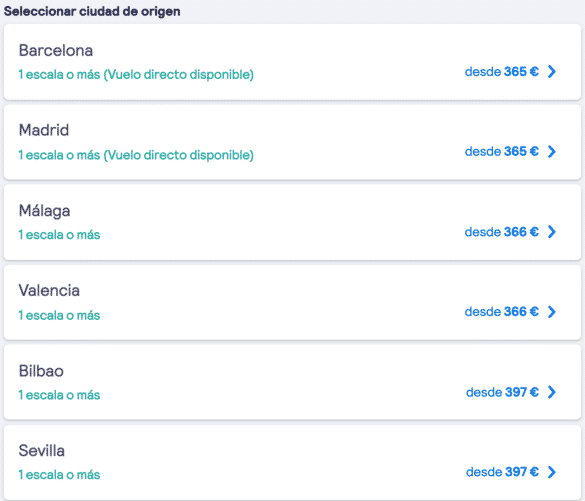 Seleccionar ciudad de origen
Barcelona
1 escala o más (Vuelo directo disponible)
desde 365 €
Madrid
1 escala o más (Vuelo directo disponible)
desde 365 €
Málaga
1 escala o más
desde 366 €
Valencia
1 escala o más
desde 366 €
Bilbao
1 escala o más
desde 397 €
Sevilla
1 escala o más
desde 397 €